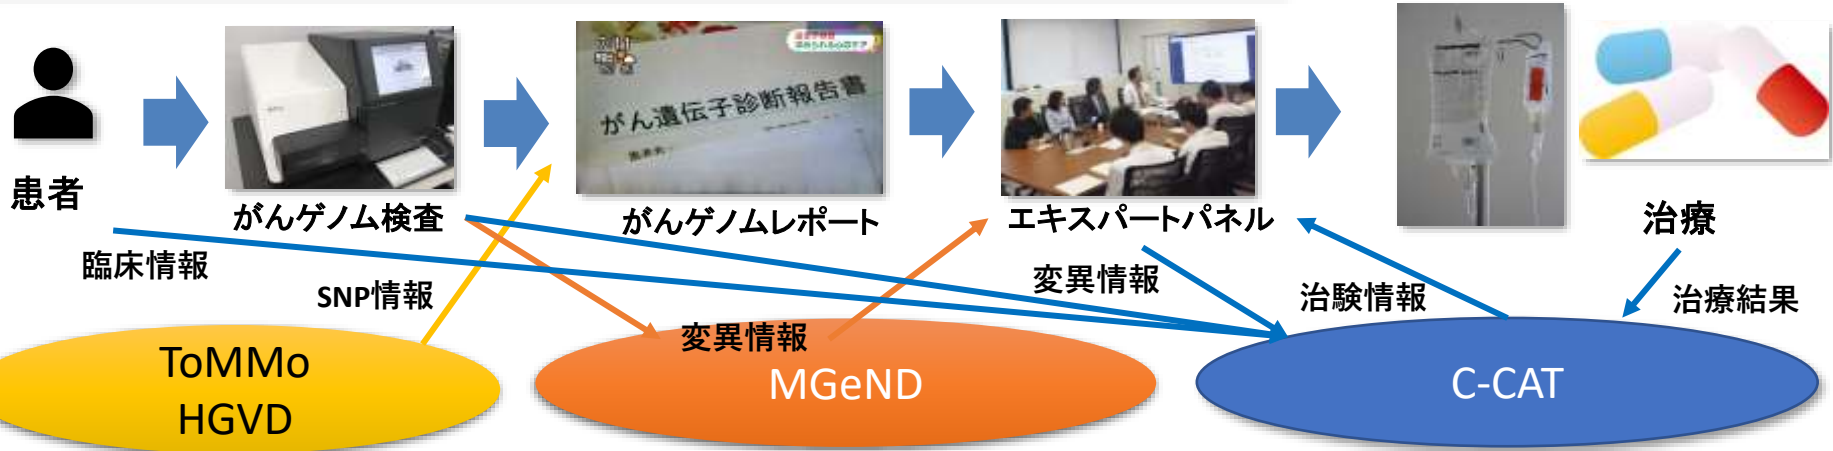 がん遺伝子診断報告書
患者
がんゲノム検査
がんゲノムレポート
エキスパートパネル
治療
臨床情報
SNP情報
変異情報
変異情報
治験情報
治療結果
ToMMo
HGVD
MGeND
C-CAT